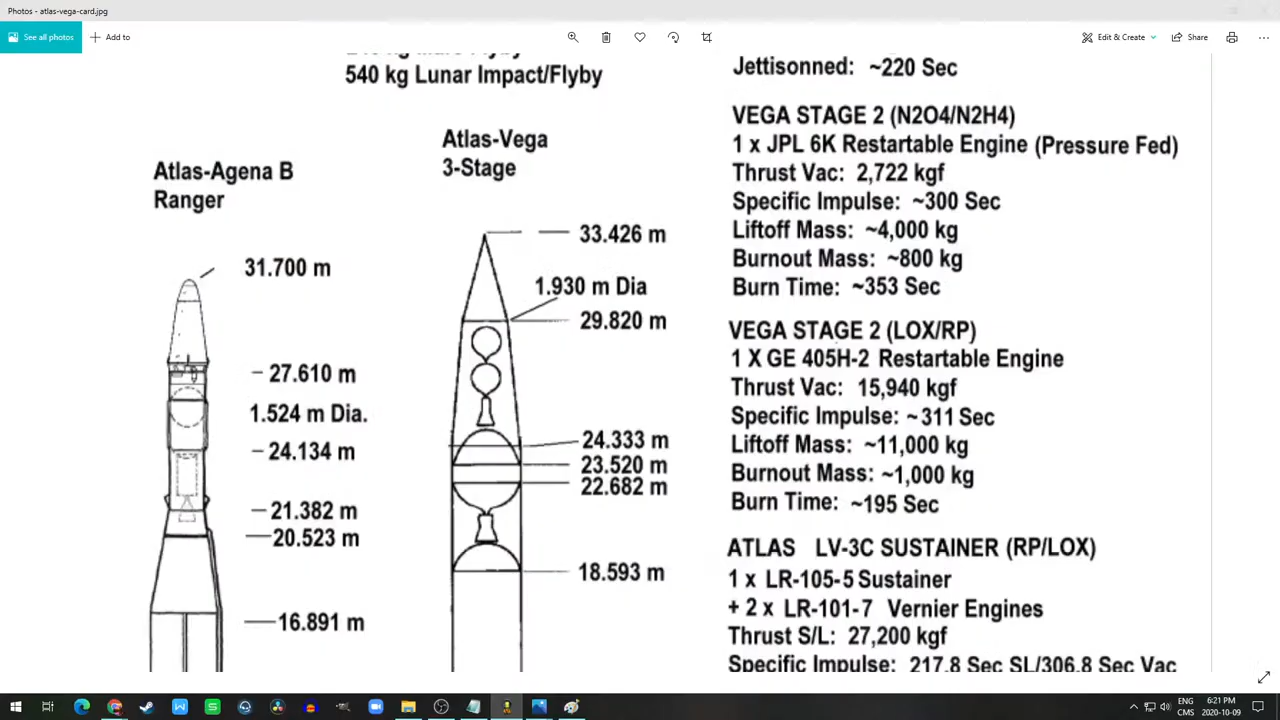 Photos - atlas-vega-card.jpg
See all photos
Add to
Edit & Create
Share
540 kg Lunar Impact/Flyby
Atlas-Agena B
Ranger
31.700 m
27.610 m
1.524 m Dia.
24.134 m
21.382 m
20.523 m
16.891 m
Atlas-Vega
3-Stage
33.426 m
1.930 m Dia
29.820 m
24.333 m
23.520 m
22.682 m
18.593 m
Jettisonned: ~220 Sec
VEGA STAGE 2 (N2O4/N2H4)
1 x JPL 6K Restartable Engine (Pressure Fed)
Thrust Vac: 2,722 kgf
Specific Impulse: ~300 Sec
Liftoff Mass: ~4,000 kg
Burnout Mass: ~800 kg
Burn Time: ~353 Sec
VEGA STAGE 2 (LOX/RP)
1 X GE 405H-2 Restartable Engine
Thrust Vac: 15,940 kgf
Specific Impulse: ~311 Sec
Liftoff Mass: ~11,000 kg
Burnout Mass: ~1,000 kg
Burn Time: ~195 Sec
ATLAS LV-3C SUSTAINER (RP/LOX)
1 x LR-105-5 Sustainer
+ 2 x LR-101-7 Vernier Engines
Thrust S/L: 27,200 kgf
Specific Impulse: 217.8 Sec SL/306.8 Sec Vac
ENG
CMS
6:21 PM
2020-10-09